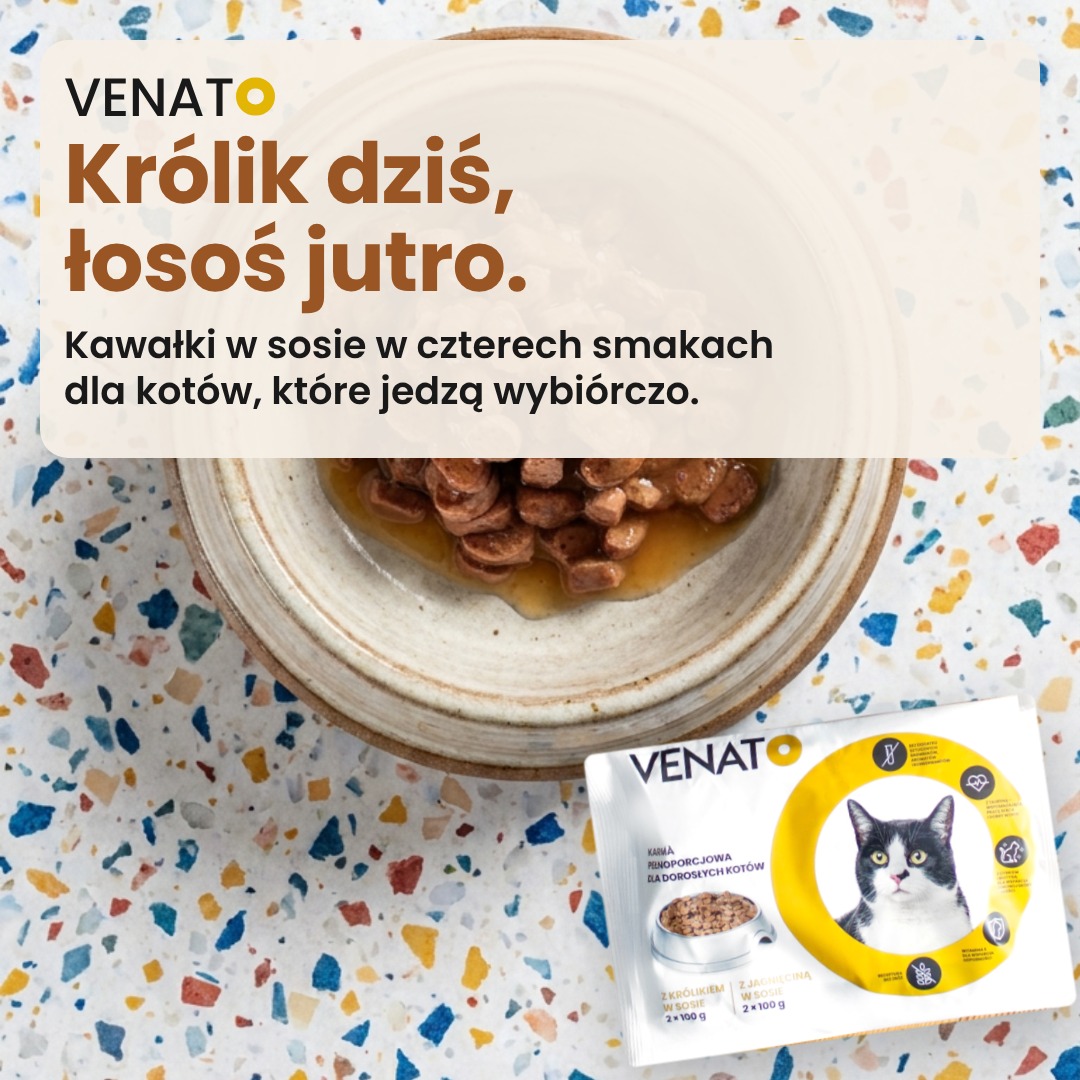 VENATO
Królik dziś,
łosoś jutro.
Kawałki w sosie w czterech smakach
dla kotów, które jedzą wybiórczo.
VENATO
KARMA
PEŁNOPORCJOWA
DLA DOROSŁYCH KOTÓW
Z KRÓLIKIEM
W SOSIE
2 x 100 g
Z JAGNIĘCINĄ
W SOSIE
2 x 100 g